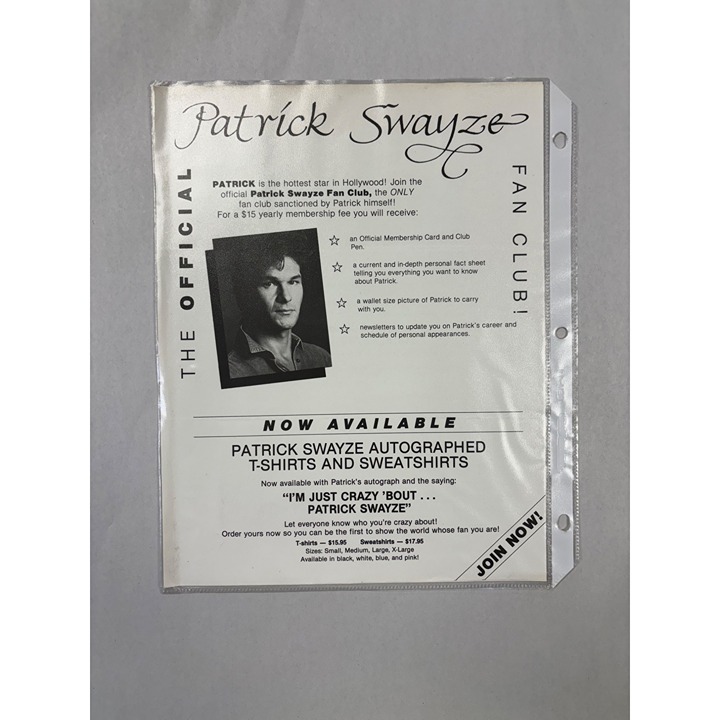 Patrick Swayze
THE OFFICIAL
FAN CLUB!
PATRICK is the hottest star in Hollywood! Join the
official Patrick Swayze Fan Club, the ONLY
fan club sanctioned by Patrick himself!
For a $15 yearly membership fee you will receive:
☆ an Official Membership Card and Club
Pen.
☆ a current and in-depth personal fact sheet
telling you everything you want to know
about Patrick.
☆ a wallet size picture of Patrick to carry
with you.
☆ newsletters to update you on Patrick's career and
schedule of personal appearances.
NOW AVAILABLE
PATRICK SWAYZE AUTOGRAPHED
T-SHIRTS AND SWEATSHIRTS
Now available with Patrick's autograph and the saying:
"I'M JUST CRAZY 'BOUT . . .
PATRICK SWAYZE"
Let everyone know who you're crazy about!
Order yours now so you can be the first to show the world whose fan you are!
T-shirts — $15.95 Sweatshirts — $17.95
Sizes: Small, Medium, Large, X-Large
Available in black, white, blue, and pink!
JOIN NOW!